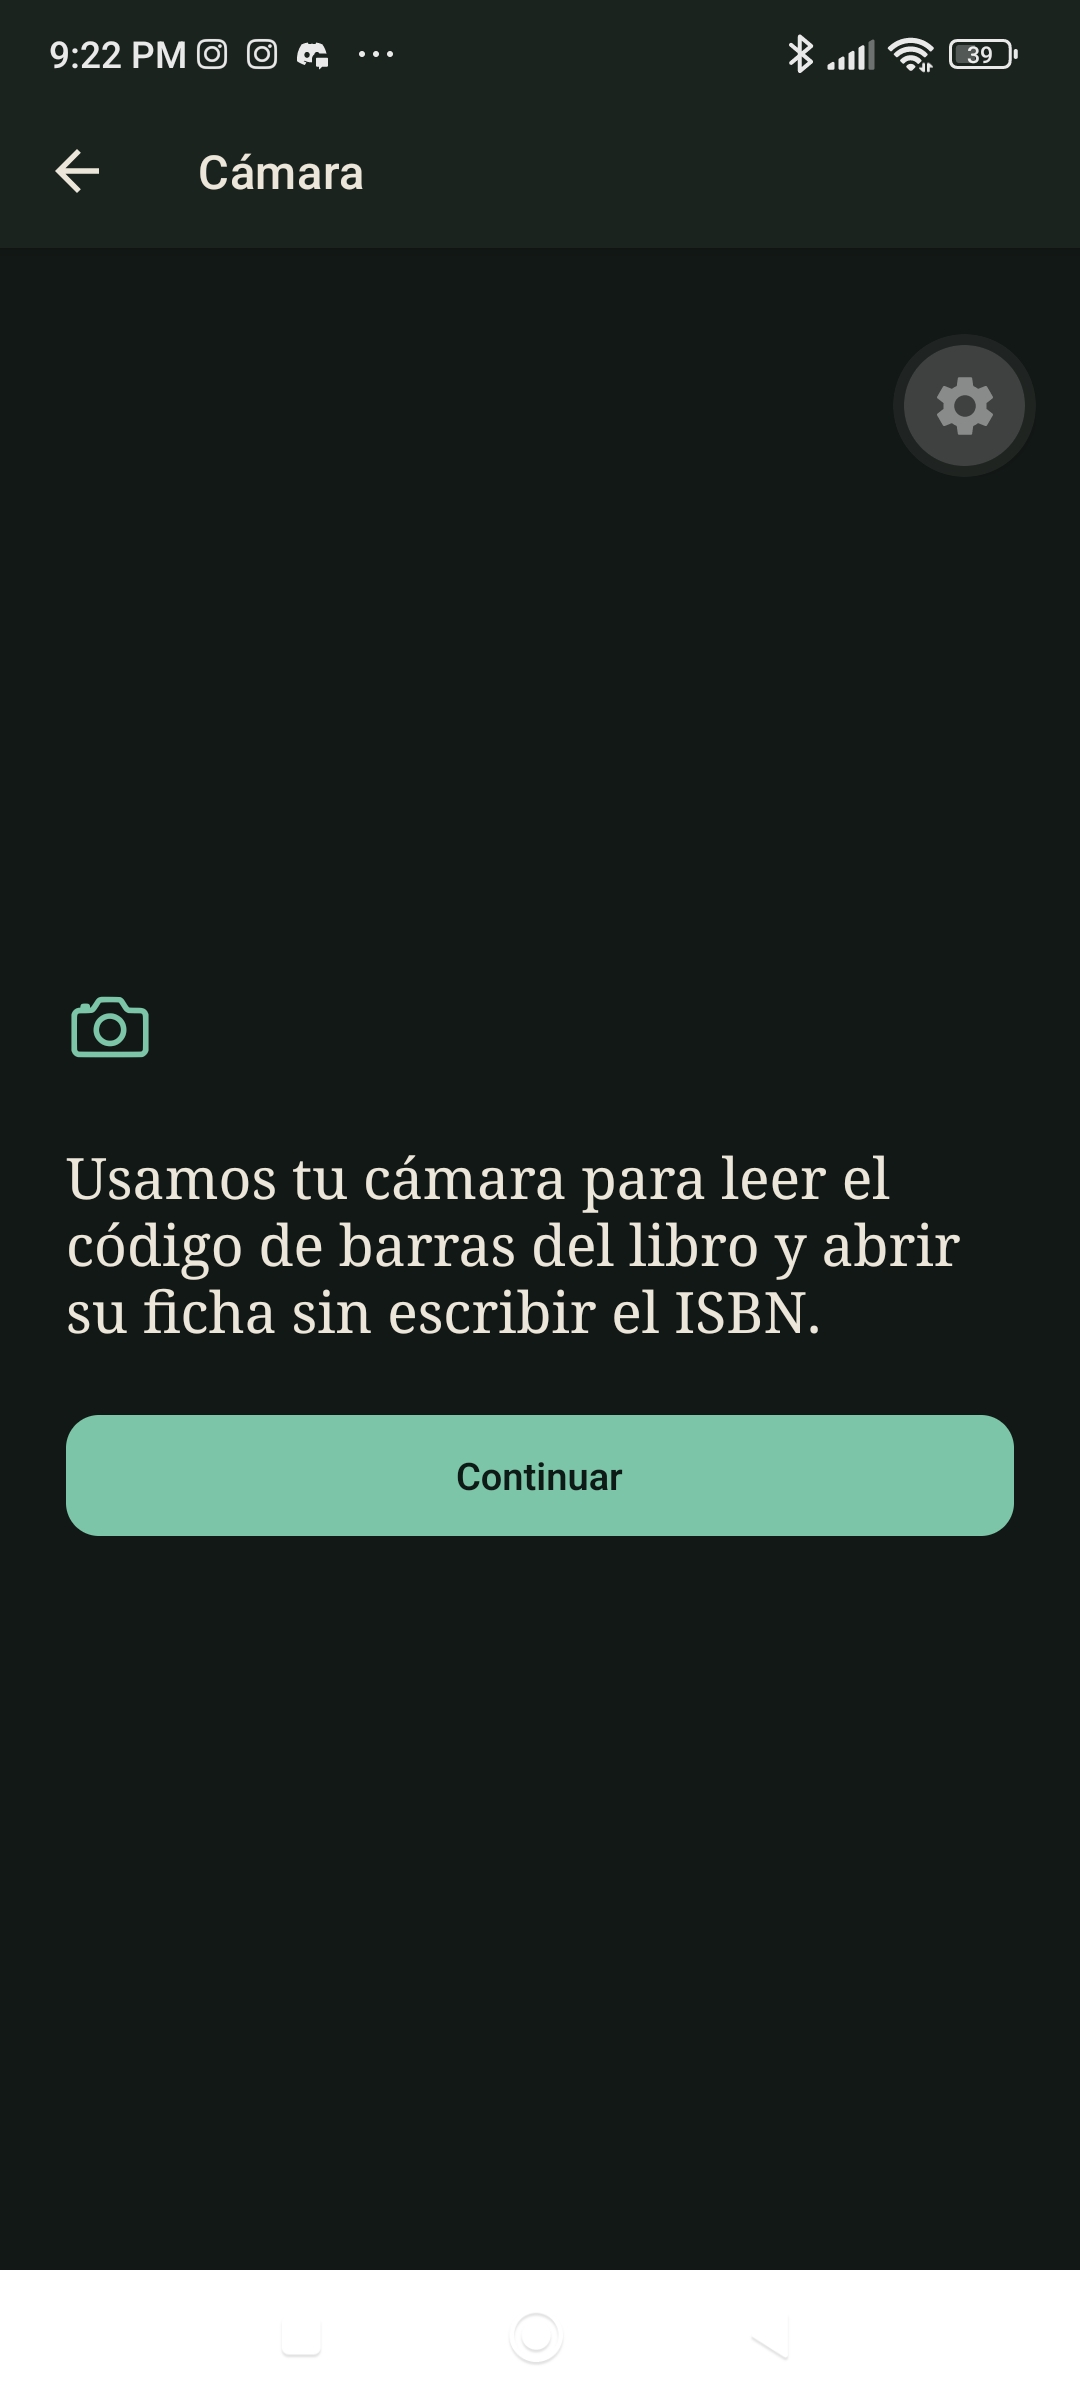 9:22 PM
39
Cámara
Usamos tu cámara para leer el
código de barras del libro y abrir
su ficha sin escribir el ISBN.
Continuar